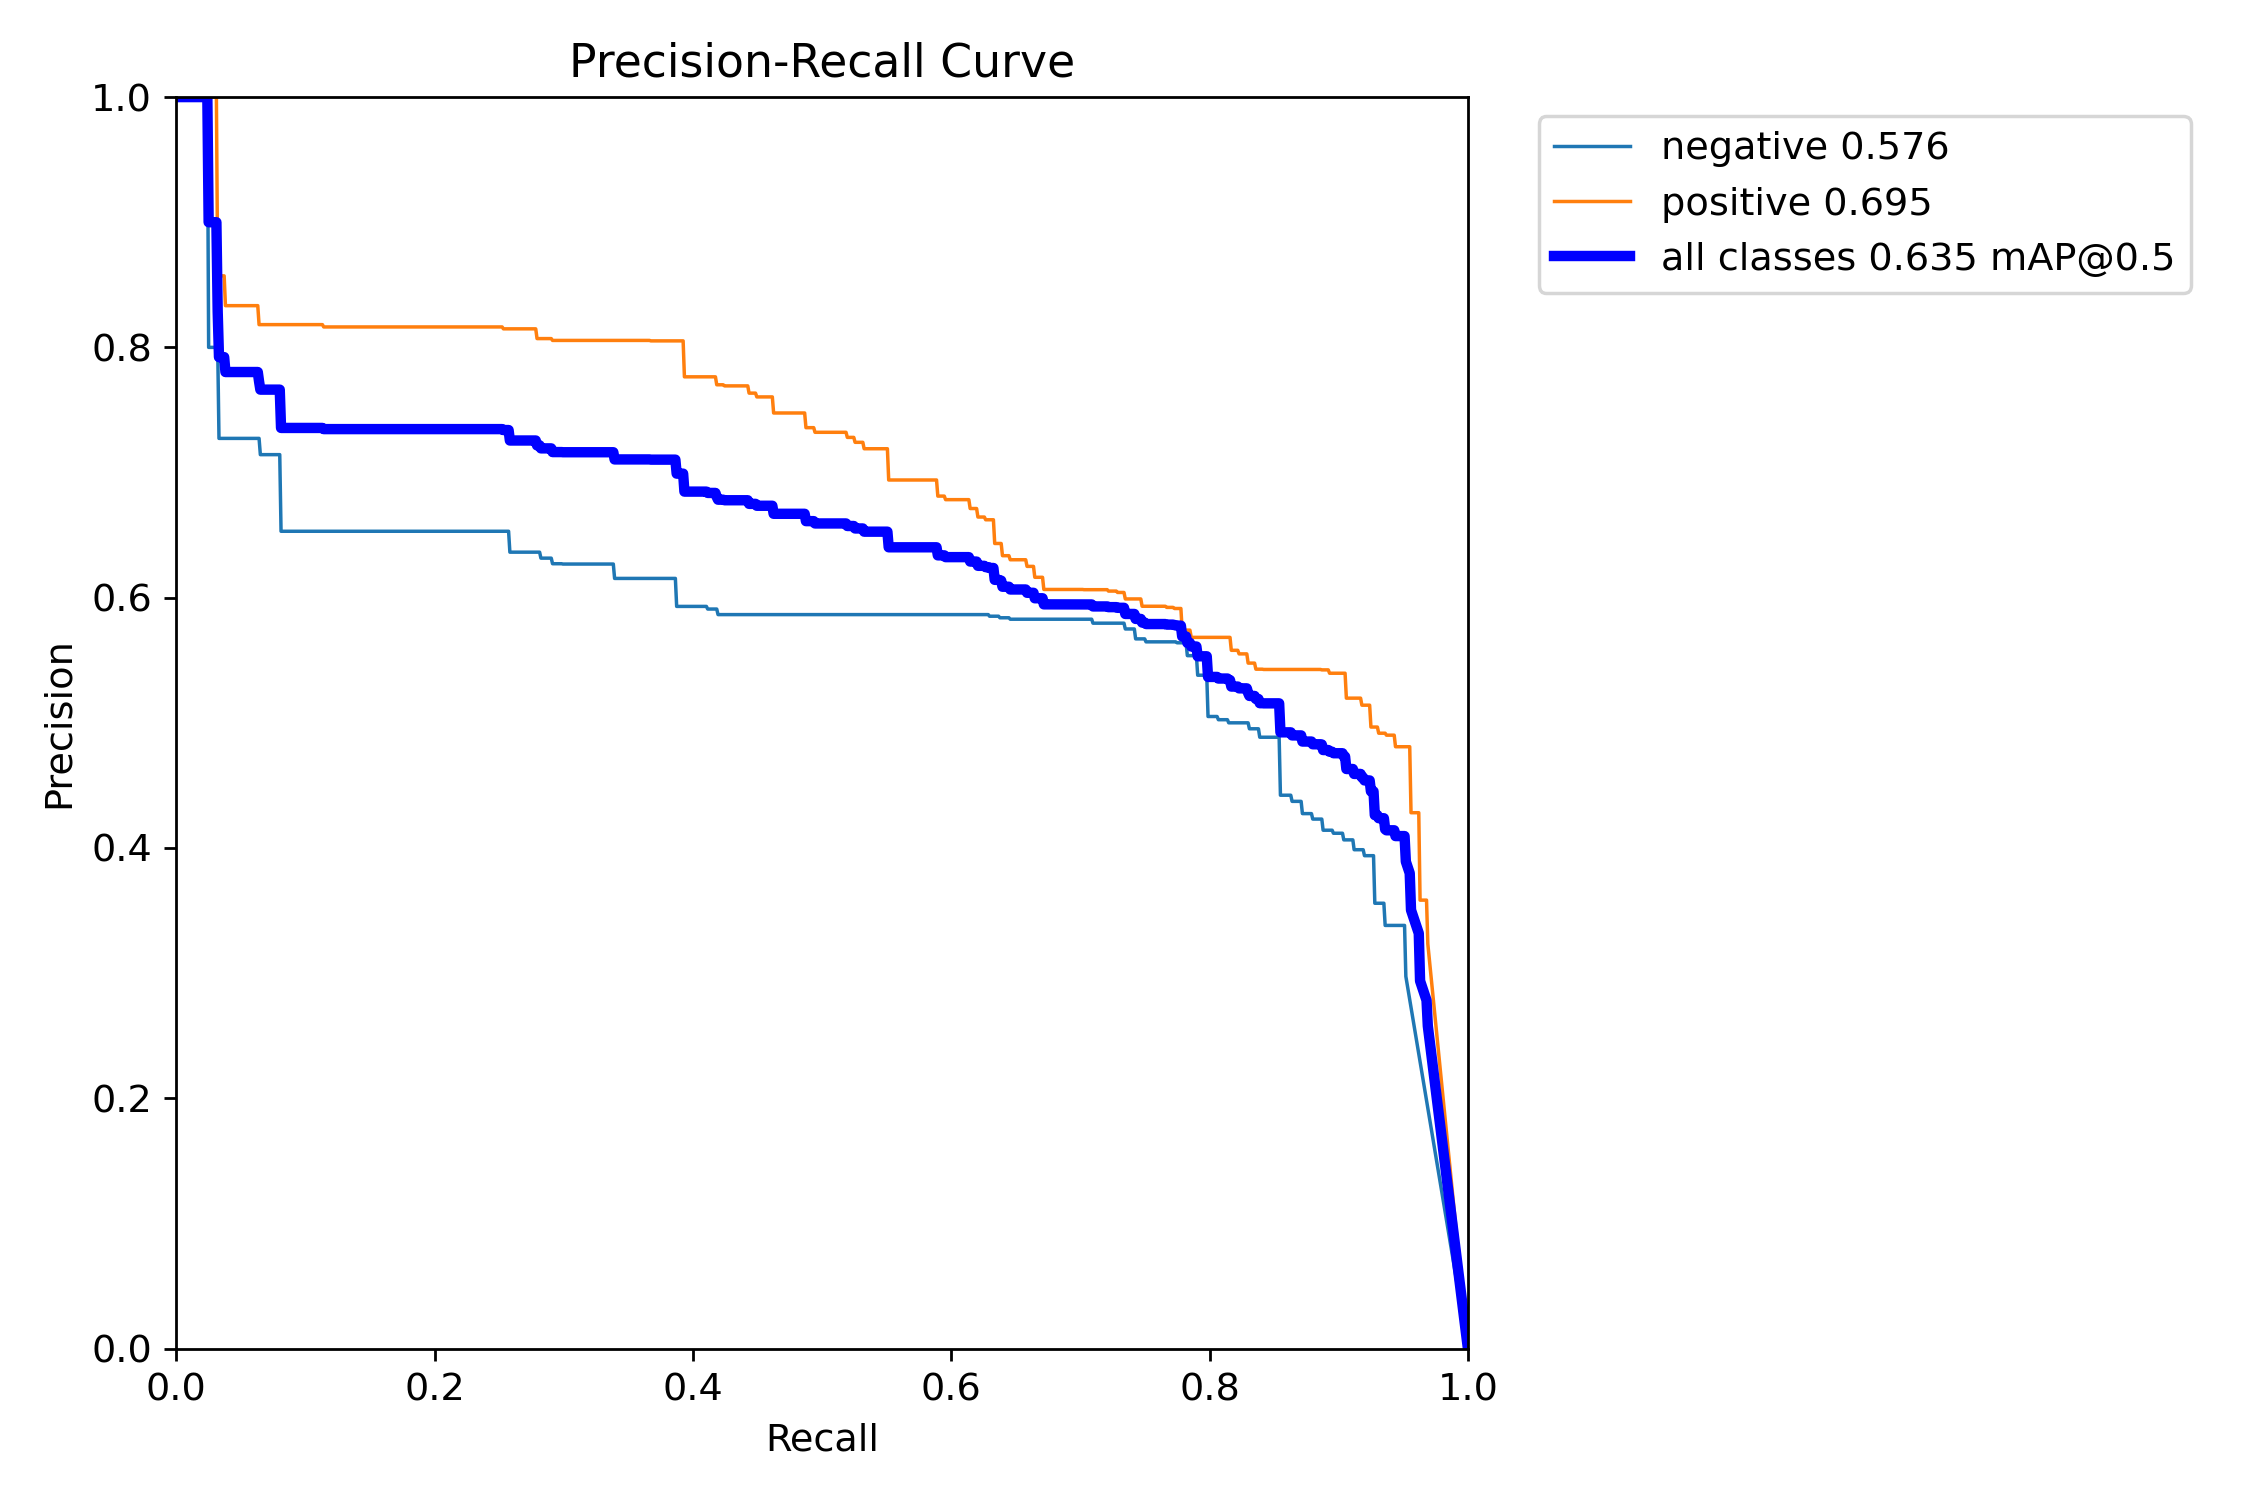 Precision-Recall Curve
1.0
0.8
0.6
0.4
0.2
0.0
Precision
0.0 0.2 0.4 0.6 0.8 1.0
Recall
negative 0.576
positive 0.695
all classes 0.635 mAP@0.5